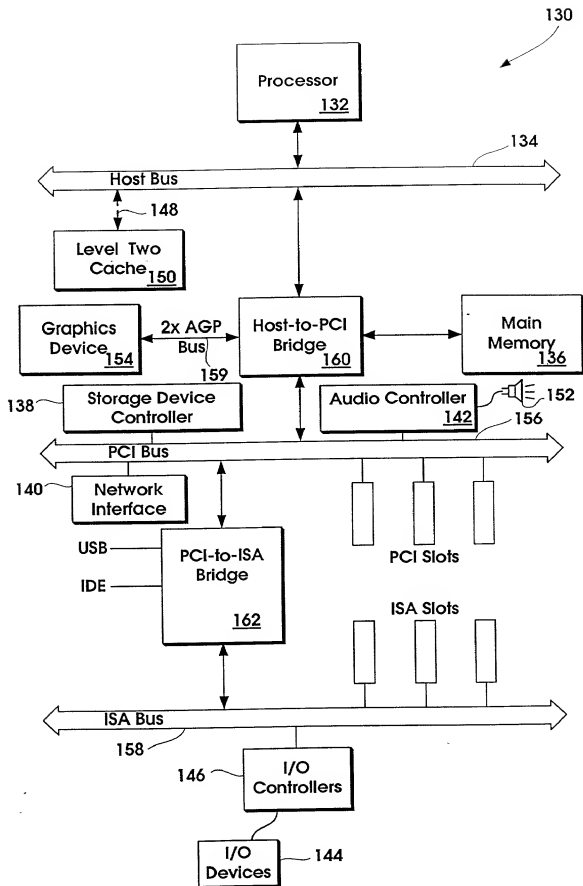 130
Processor
132
134
Host Bus
148
Level Two
Cache
150
Graphics
Device
154
2x AGP
Bus
159
Host-to-PCI
Bridge
160
Main
Memory
136
138
Storage Device
Controller
Audio Controller
142
152
156
PCI Bus
140
Network
Interface
USB
IDE
PCI-to-ISA
Bridge
162
PCI Slots
ISA Slots
ISA Bus
158
146
I/O
Controllers
I/O
Devices
144